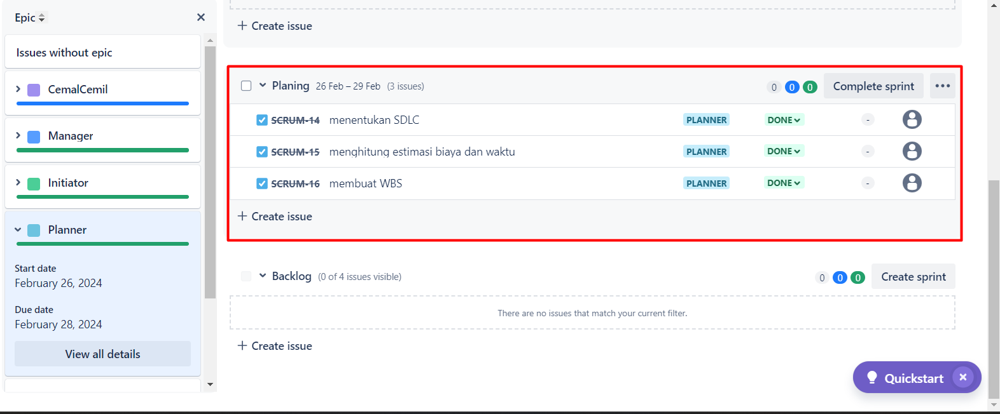 Epic
Issues without epic
CemalCemil
Manager
Initiator
Planner
Start date
February 26, 2024
Due date
February 28, 2024
View all details
+ Create issue
Planing 26 Feb – 29 Feb (3 issues) 0 0 0 Complete sprint
SCRUM-14 menentukan SDLC PLANNER DONE -
SCRUM-15 menghitung estimasi biaya dan waktu PLANNER DONE -
SCRUM-16 membuat WBS PLANNER DONE -
+ Create issue
Backlog (0 of 4 issues visible) 0 0 0 Create sprint
There are no issues that match your current filter.
+ Create issue
Quickstart